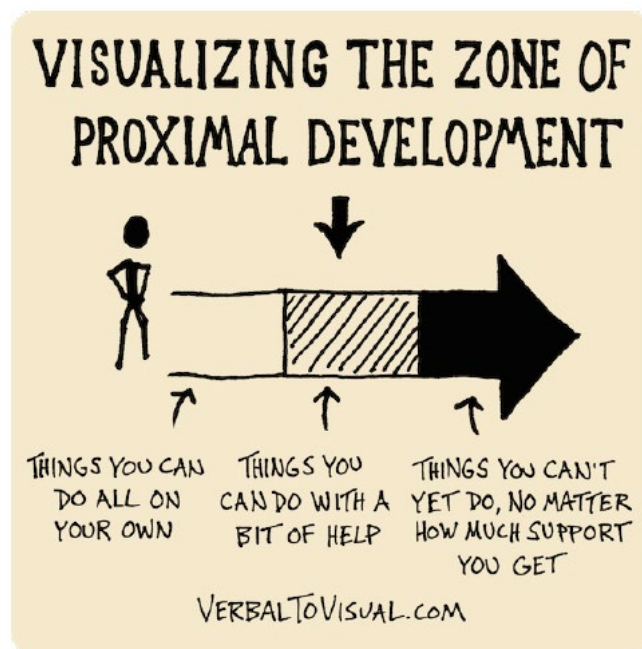 VISUALIZING THE ZONE OF
PROXIMAL DEVELOPMENT
THINGS YOU CAN
DO ALL ON
YOUR OWN
THINGS YOU
CAN DO WITH A
BIT OF HELP
THINGS YOU CAN'T
YET DO, NO MATTER
HOW MUCH SUPPORT
YOU GET
VERBALTOVISUAL.COM